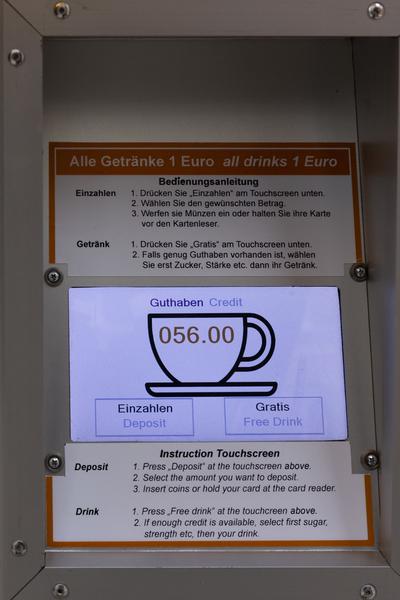 Alle Getränke 1 Euro all drinks 1 Euro
Bedienungsanleitung
Einzahlen 1. Drücken Sie „Einzahlen" am Touchscreen unten.
2. Wählen Sie den gewünschten Betrag.
3. Werfen sie Münzen ein oder halten Sie ihre Karte
vor den Kartenleser.
Getränk 1. Drücken Sie „Gratis" am Touchscreen unten.
2. Falls genug Guthaben vorhanden ist, wählen
Sie erst Zucker, Stärke etc. dann ihr Getränk.
Guthaben Credit
056.00
Einzahlen Gratis
Deposit Free Drink
Instruction Touchscreen
Deposit 1. Press „Deposit" at the touchscreen above.
2. Select the amount you want to deposit.
3. Insert coins or hold your card at the card reader.
Drink 1. Press „Free drink" at the touchcreen above.
2. If enough credit is available, select first sugar,
strength etc, then your drink.